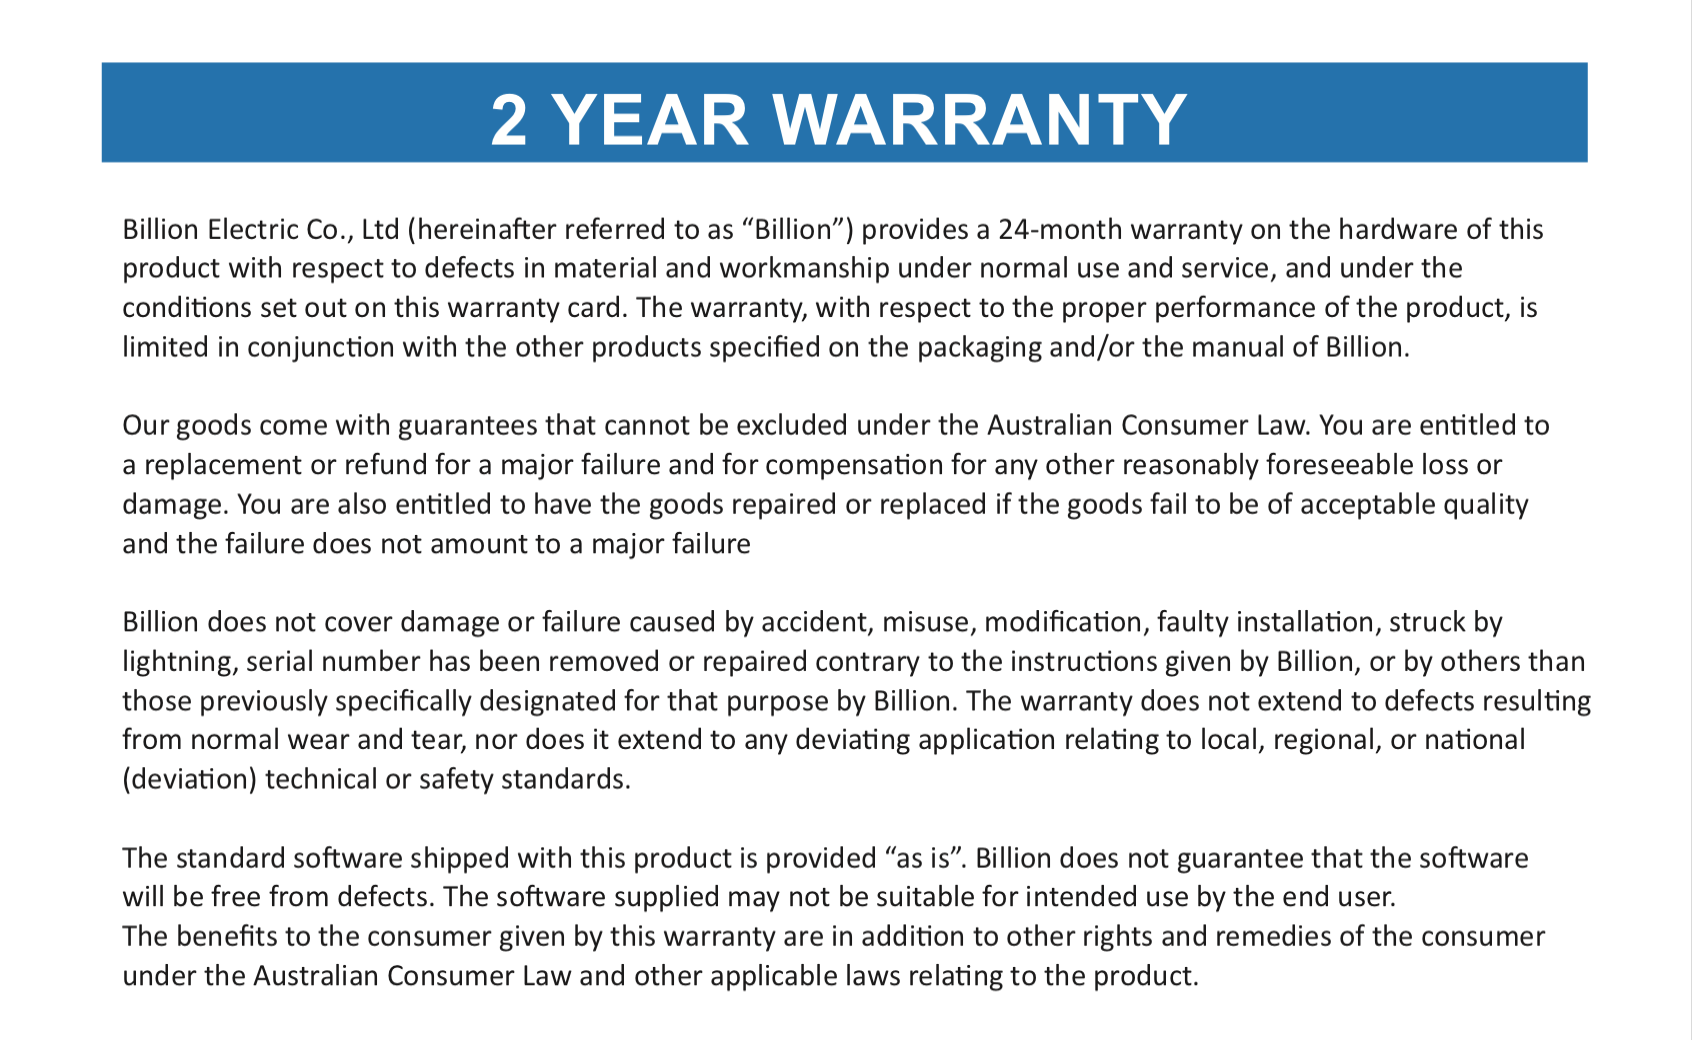 2 YEAR WARRANTY
Billion Electric Co., Ltd (hereinafter referred to as “Billion”) provides a 24-month warranty on the hardware of this
product with respect to defects in material and workmanship under normal use and service, and under the
conditions set out on this warranty card. The warranty, with respect to the proper performance of the product, is
limited in conjunction with the other products specified on the packaging and/or the manual of Billion.
Our goods come with guarantees that cannot be excluded under the Australian Consumer Law. You are entitled to
a replacement or refund for a major failure and for compensation for any other reasonably foreseeable loss or
damage. You are also entitled to have the goods repaired or replaced if the goods fail to be of acceptable quality
and the failure does not amount to a major failure
Billion does not cover damage or failure caused by accident, misuse, modification, faulty installation, struck by
lightning, serial number has been removed or repaired contrary to the instructions given by Billion, or by others than
those previously specifically designated for that purpose by Billion. The warranty does not extend to defects resulting
from normal wear and tear, nor does it extend to any deviating application relating to local, regional, or national
(deviation) technical or safety standards.
The standard software shipped with this product is provided “as is”. Billion does not guarantee that the software
will be free from defects. The software supplied may not be suitable for intended use by the end user.
The benefits to the consumer given by this warranty are in addition to other rights and remedies of the consumer
under the Australian Consumer Law and other applicable laws relating to the product.